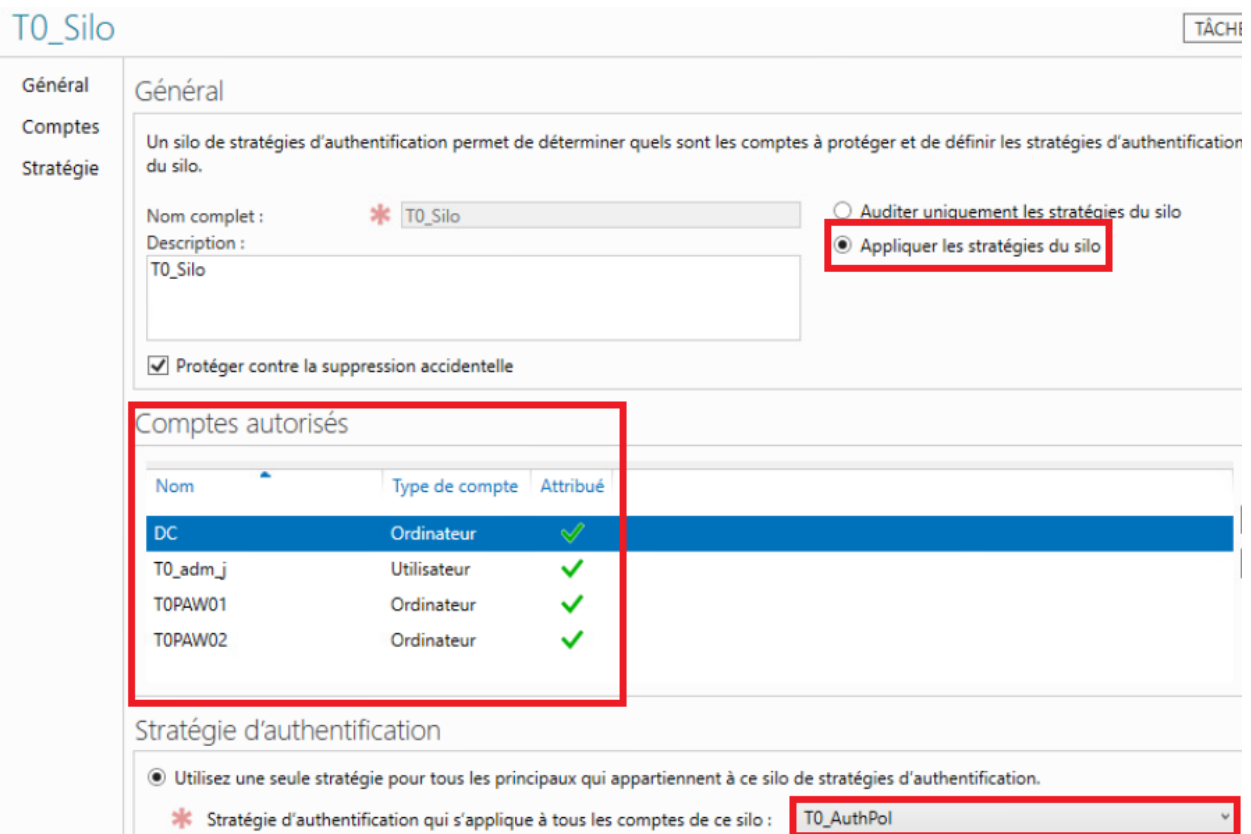 T0_Silo
TÂCHE
Général
Comptes
Stratégie
Général
Un silo de stratégies d’authentification permet de déterminer quels sont les comptes à protéger et de définir les stratégies d’authentification
du silo.
Nom complet :
* T0_Silo
Auditer uniquement les stratégies du silo
Appliquer les stratégies du silo
Description :
T0_Silo
Protéger contre la suppression accidentelle
Comptes autorisés
Nom Type de compte Attribué
DC Ordinateur
T0_adm_j Utilisateur
T0PAW01 Ordinateur
T0PAW02 Ordinateur
Stratégie d’authentification
Utilisez une seule stratégie pour tous les principaux qui appartiennent à ce silo de stratégies d’authentification.
* Stratégie d’authentification qui s’applique à tous les comptes de ce silo : T0_AuthPol